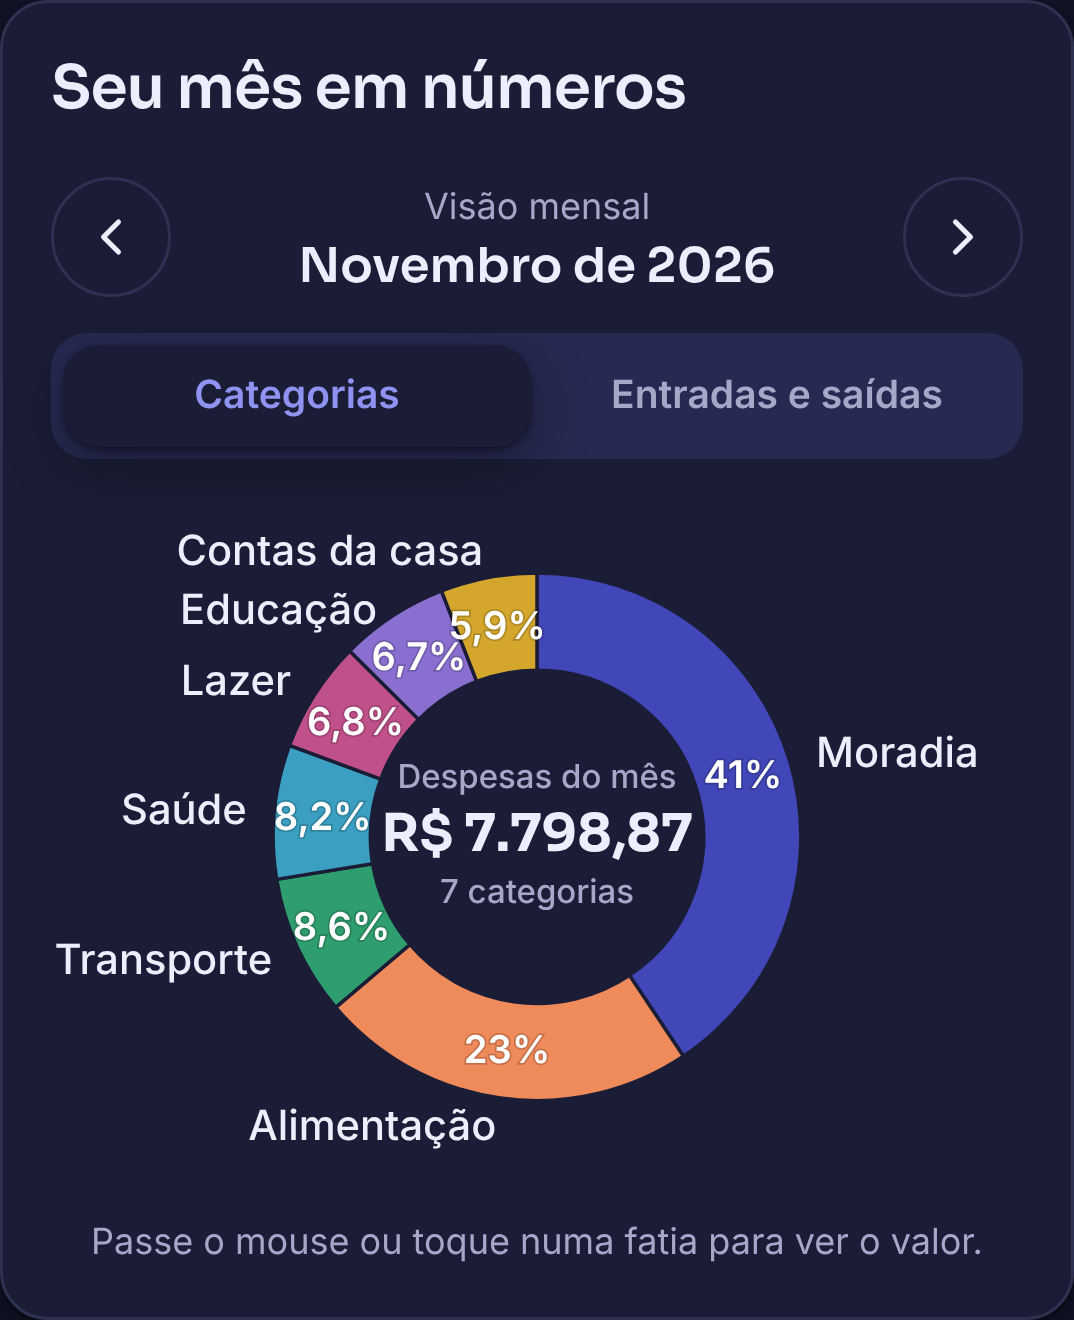 Seu mês em números
Visão mensal
Novembro de 2026
Categorias
Entradas e saídas
Contas da casa
Educação
Lazer
Saúde
Transporte
Alimentação
Moradia
5,9%
6,7%
6,8%
8,2%
8,6%
23%
41%
Despesas do mês
R$ 7.798,87
7 categorias
Passe o mouse ou toque numa fatia para ver o valor.